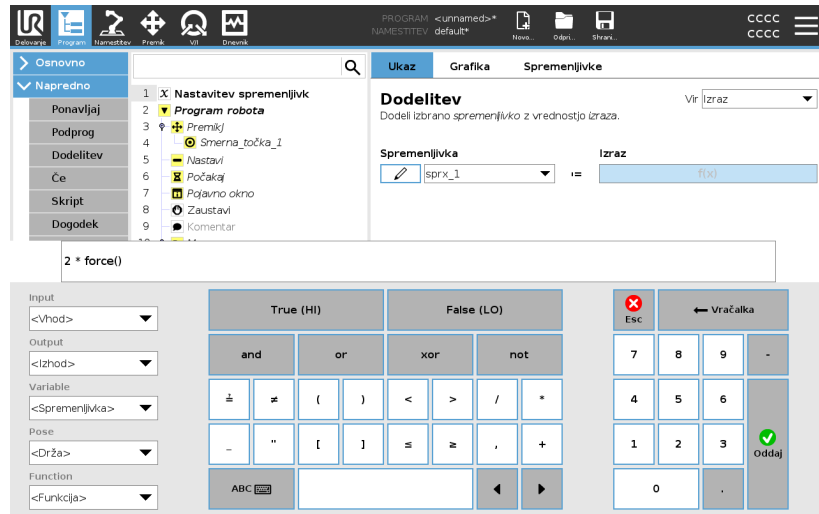 UR
PROGRAM <unnamed>*
NAMESTITEV default*
CCCC
CCCC
Delovanje Program Namestitev Premik V/I Dnevnik Novo... Odpri... Shrani...
Osnovno
Napredno
Ponavljaj
Podprog
Dodelitev
Če
Skript
Dogodek
1 X Nastavitev spremenljivk
2 Program robota
3 PremikJ
4 Smerna_točka_1
5 Nastavi
6 Počakaj
7 Pojavno okno
8 Zaustavi
9 Komentar
Ukaz Grafika Spremenljivke
Dodelitev
Vir Izraz
Dodeli izbrano spremenljivko z vrednostjo izraza.
Spremenljivka Izraz
sprx_1 := f(x)
2 * force()
Input
<Vhod>
Output
<Izhod>
Variable
<Spremenljivka>
Pose
<Drža>
Function
<Funkcija>
True (HI) False (LO)
and or xor not
≟ ≠ ( ) < > / *
_ " [ ] ≤ ≥ , +
ABC
Esc Vračalka
7 8 9 -
4 5 6
1 2 3 Oddaj
0 .